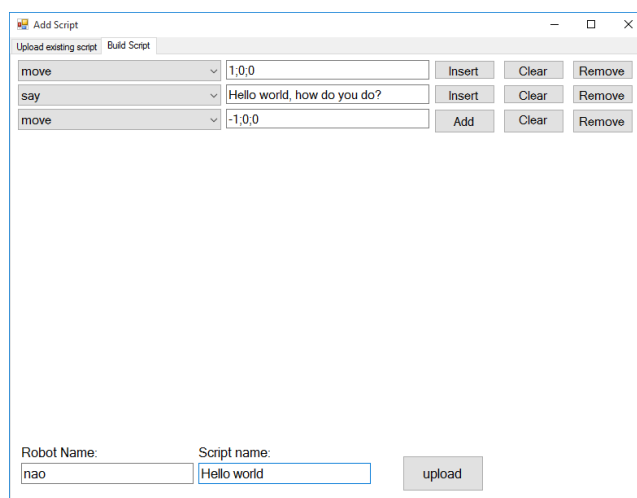 Add Script
Upload existing script Build Script
move 1;0;0 Insert Clear Remove
say Hello world, how do you do? Insert Clear Remove
move -1;0;0 Add Clear Remove
Robot Name: Script name:
nao Hello world upload